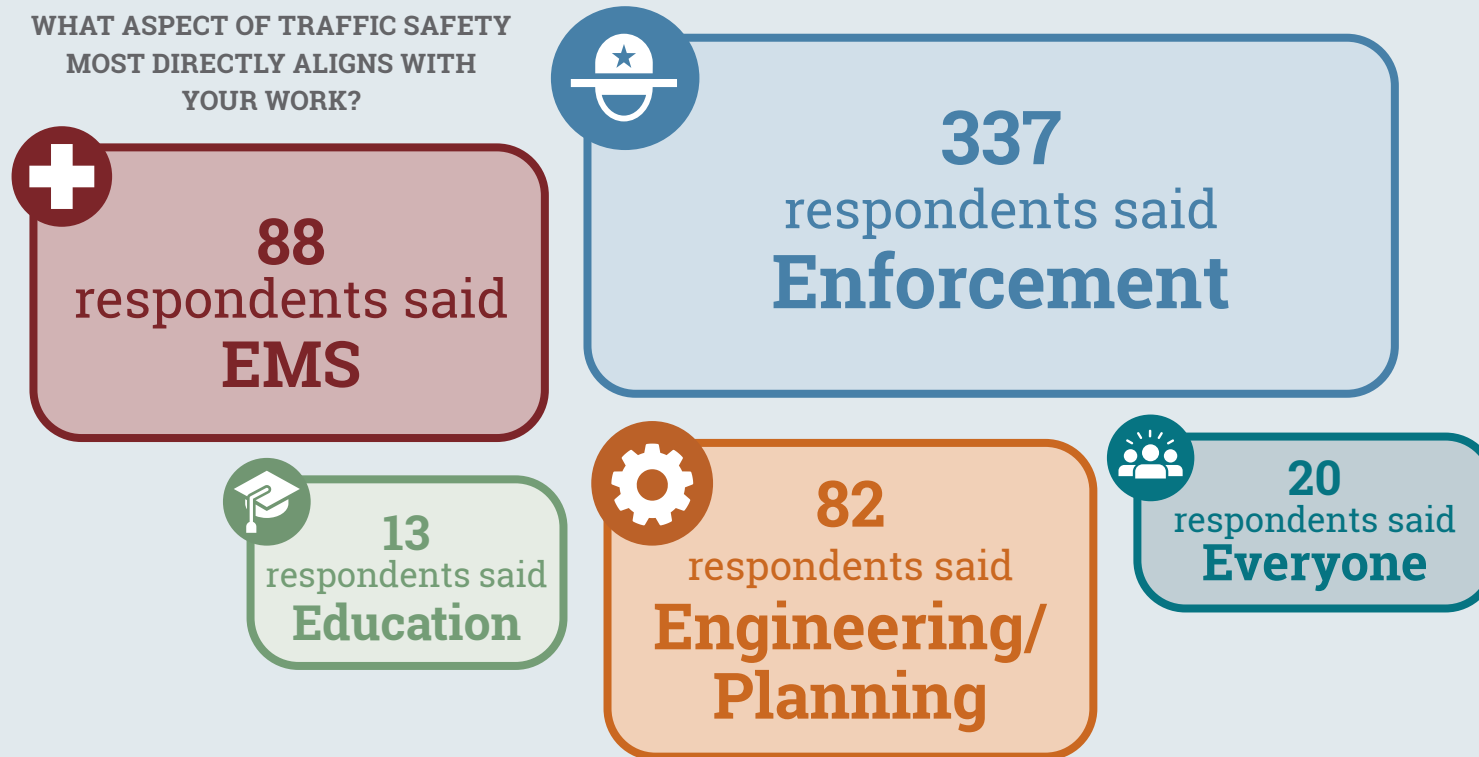 WHAT ASPECT OF TRAFFIC SAFETY
MOST DIRECTLY ALIGNS WITH
YOUR WORK?
337
respondents said
Enforcement
88
respondents said
EMS
13
respondents said
Education
82
respondents said
Engineering/
Planning
20
respondents said
Everyone